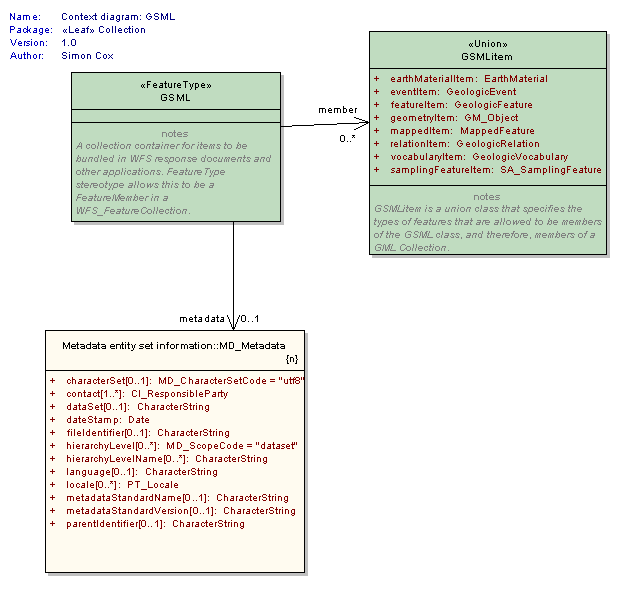 Name: Context diagram: GSML
Package: «Leaf» Collection
Version: 1.0
Author: Simon Cox
«FeatureType»
GSML
notes
A collection container for items to be
bundled in WFS response documents and
other applications. FeatureType
stereotype allows this to be a
FeatureMember in a
WFS_FeatureCollection.
member
0..*
«Union»
GSMLitem
+ earthMaterialItem: EarthMaterial
+ eventItem: GeologicEvent
+ featureItem: GeologicFeature
+ geometryItem: GM_Object
+ mappedItem: MappedFeature
+ relationItem: GeologicRelation
+ vocabularyItem: GeologicVocabulary
+ samplingFeatureItem: SA_SamplingFeature
notes
GSMLitem is a union class that specifies the
types of features that are allowed to be members
of the GSML class, and therefore, members of a
GML Collection.
metadata 0..1
Metadata entity set information::MD_Metadata
{n}
+ characterSet[0..1]: MD_CharacterSetCode = "utf8"
+ contact[1..*]: CI_ResponsibleParty
+ dataSet[0..1]: CharacterString
+ dateStamp: Date
+ fileIdentifier[0..1]: CharacterString
+ hierarchyLevel[0..*]: MD_ScopeCode = "dataset"
+ hierarchyLevelName[0..*]: CharacterString
+ language[0..1]: CharacterString
+ locale[0..*]: PT_Locale
+ metadataStandardName[0..1]: CharacterString
+ metadataStandardVersion[0..1]: CharacterString
+ parentIdentifier[0..1]: CharacterString